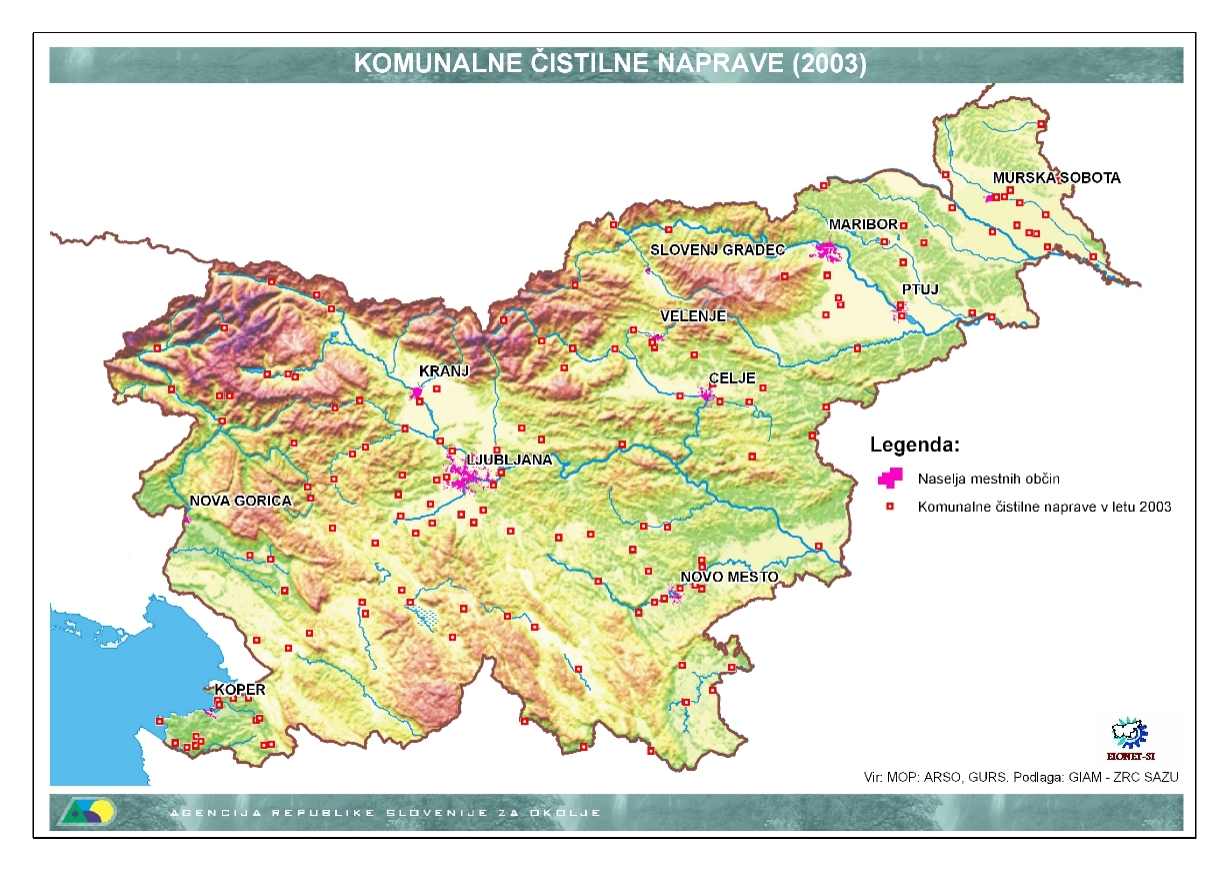 KOMUNALNE ČISTILNE NAPRAVE (2003)
MURSKA SOBOTA
MARIBOR
SLOVENJ GRADEC
PTUJ
VELENJE
KRANJ
CELJE
LJUBLJANA
NOVA GORICA
NOVO MESTO
KOPER
Legenda:
Naselja mestnih občin
Komunalne čistilne naprave v letu 2003
EIONET-SI
Vir: MOP: ARSO, GURS. Podlaga: GIAM - ZRC SAZU
AGENCIJA REPUBLIKE SLOVENIJE ZA OKOLJE